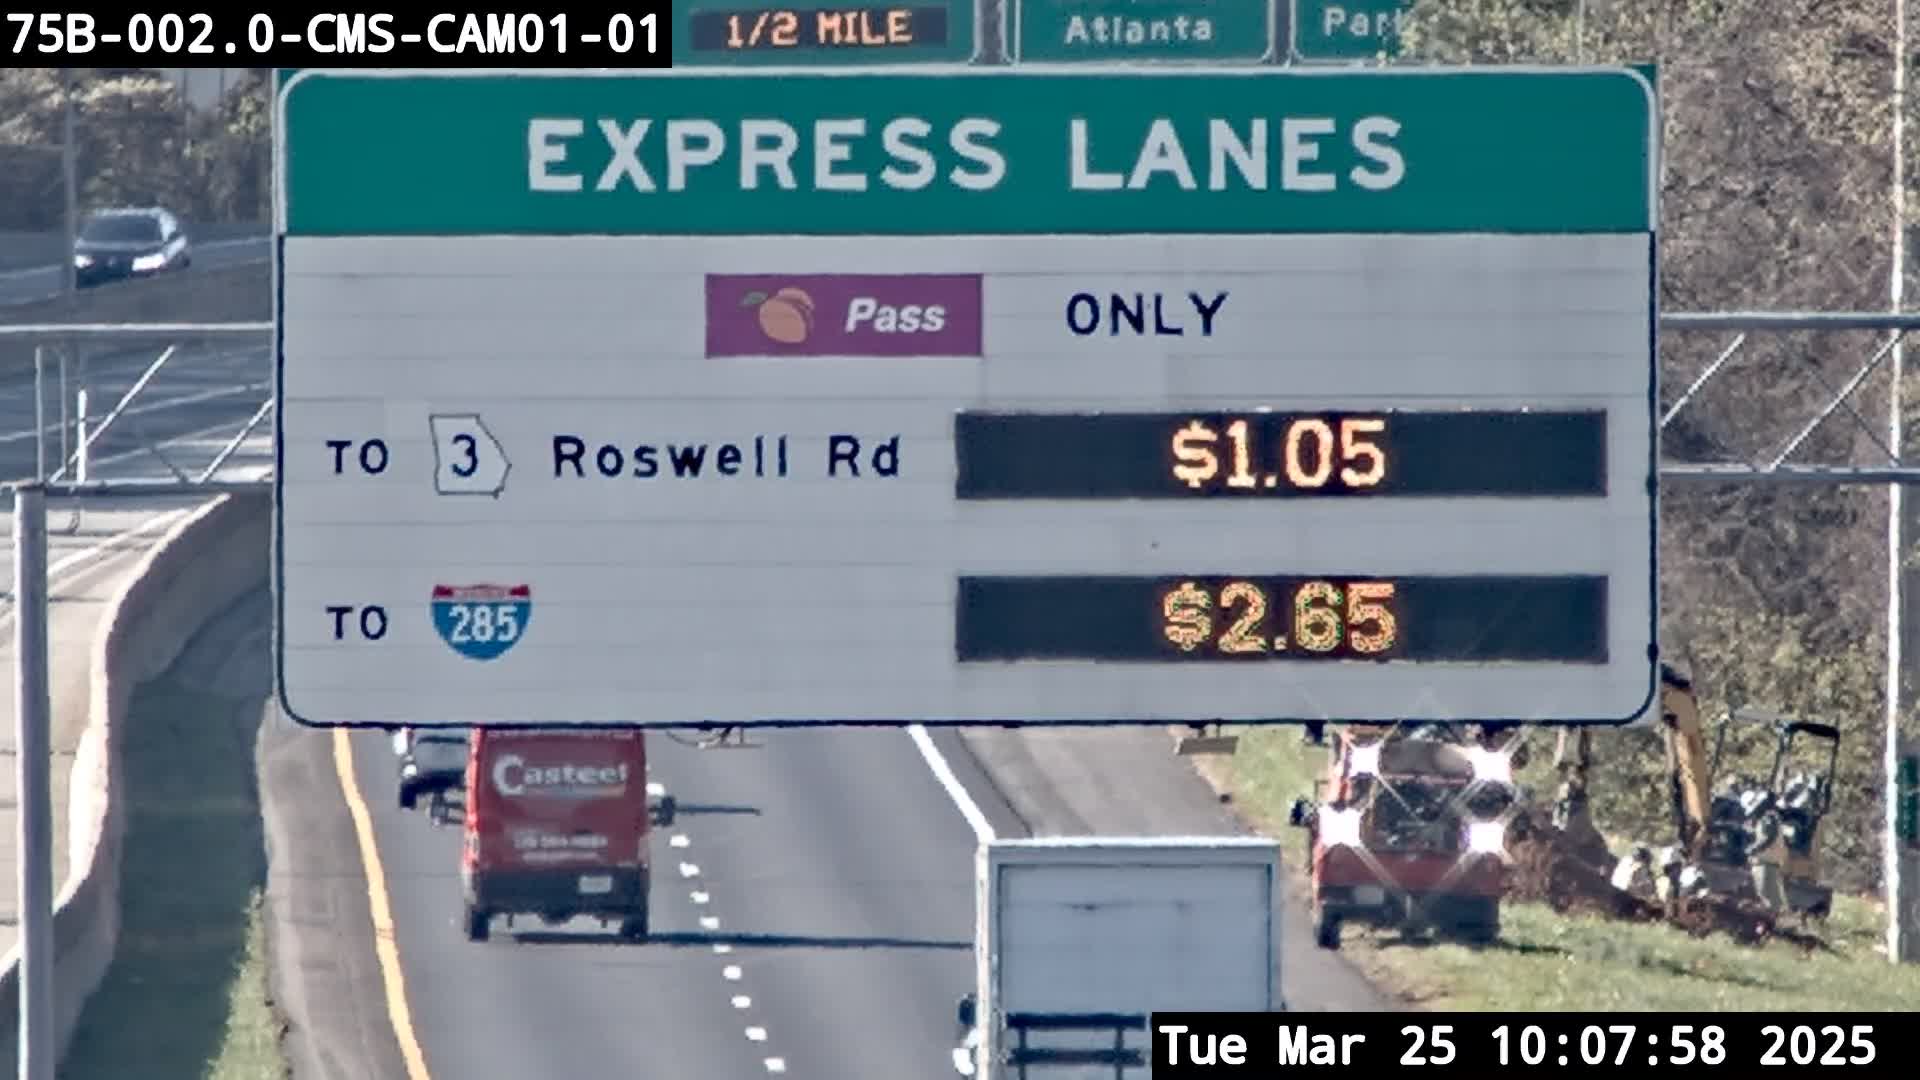 75B-002.0-CMS-CAM01-01
1/2 MILE
Atlanta
EXPRESS LANES
Pass ONLY
TO 3 Roswell Rd $1.05
TO 285 $2.65
Casteel
Tue Mar 25 10:07:58 2025